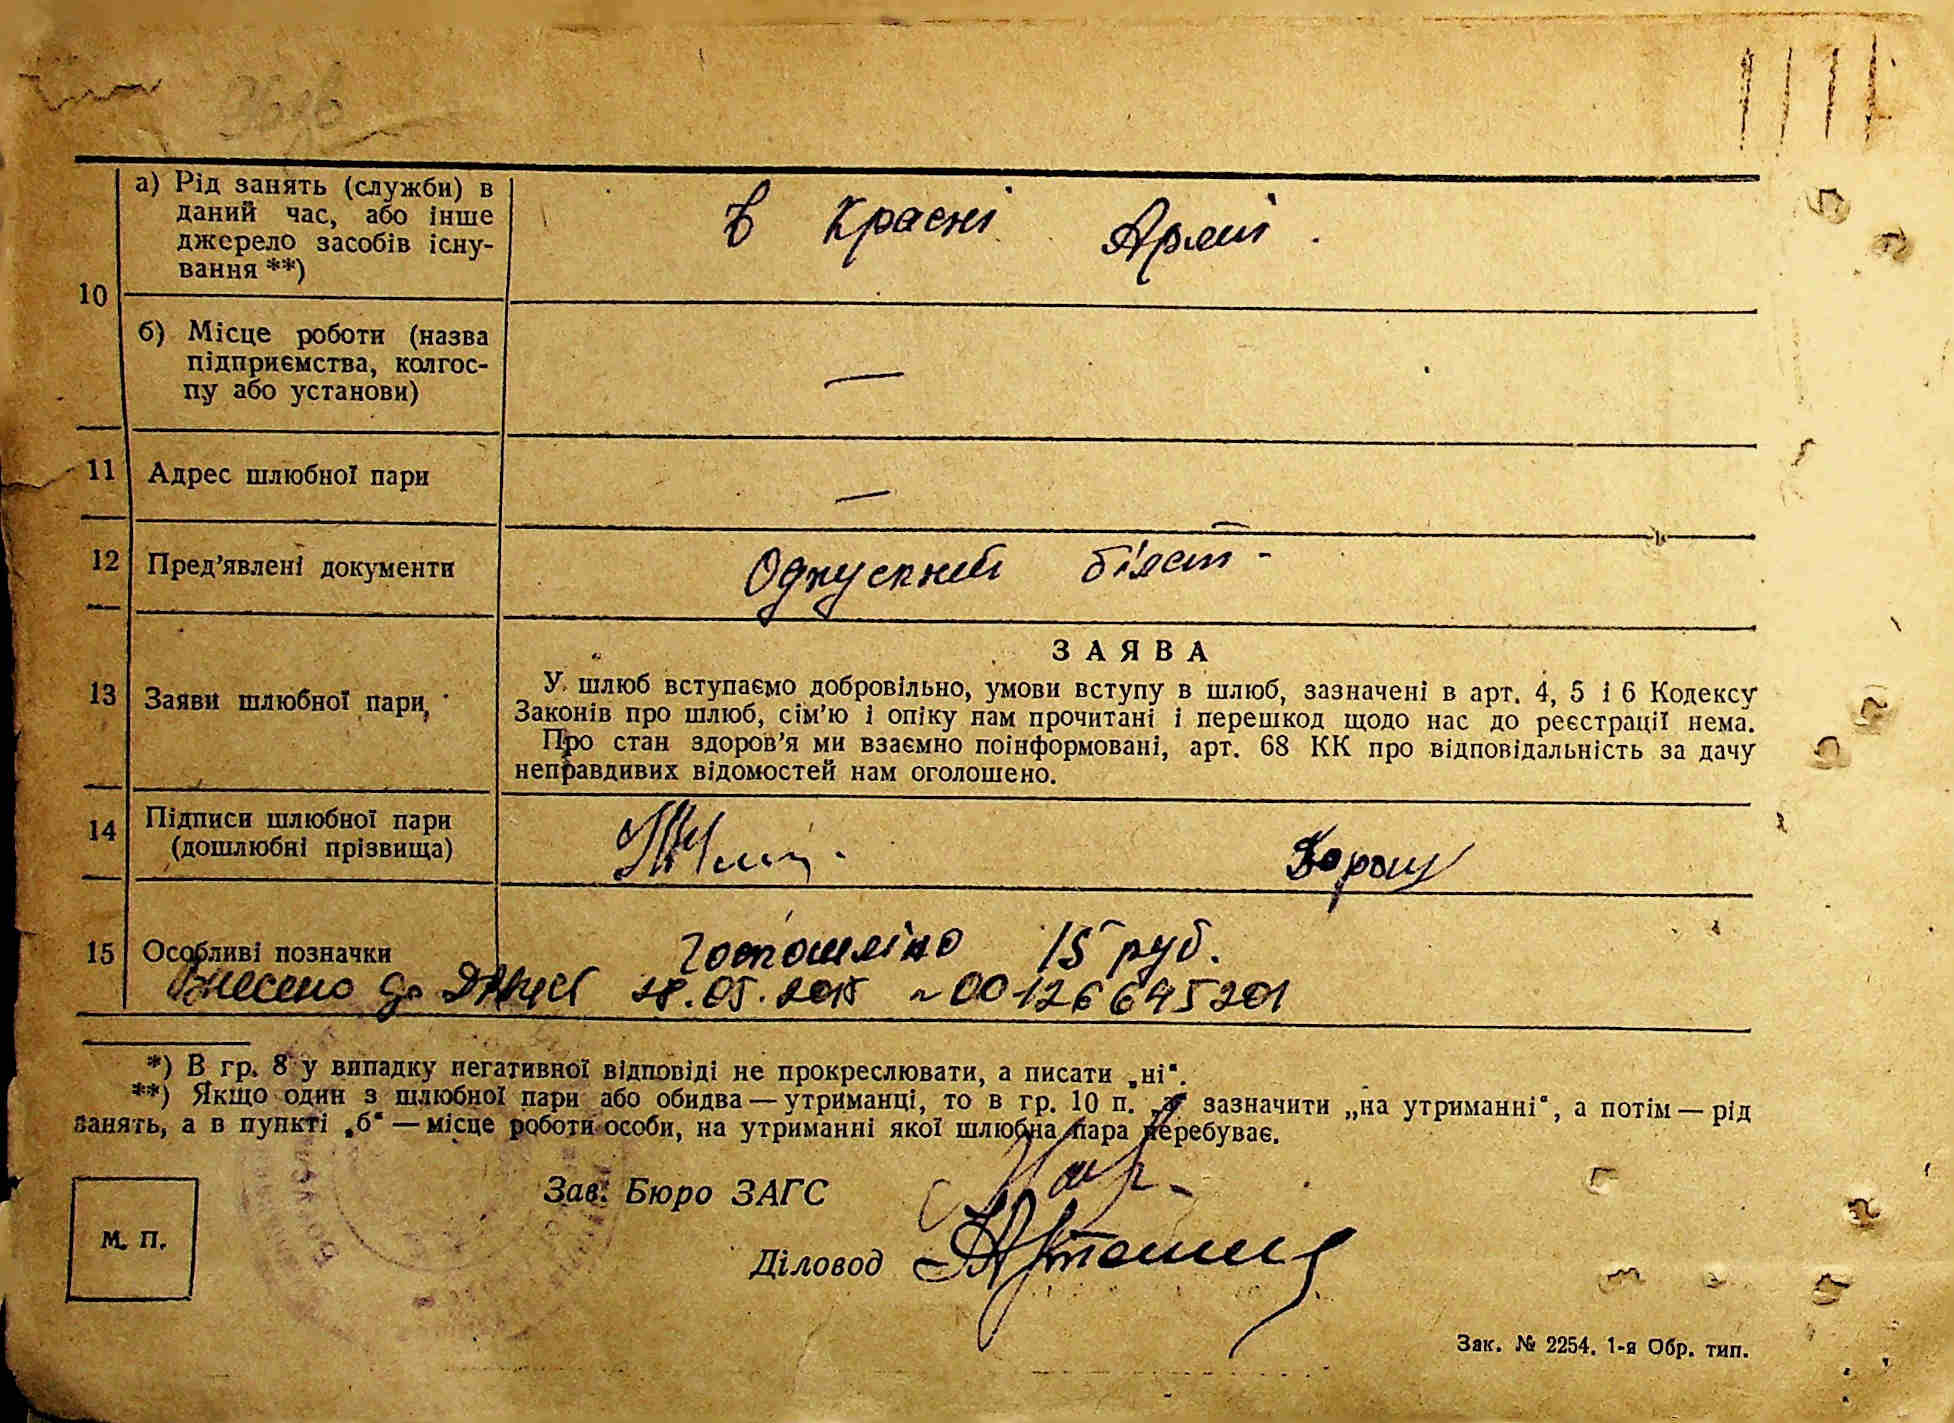 10
а) Рід занять (служби) в
даний час, або інше
джерело засобів існу-
вання **)
в Красні Армії.
б) Місце роботи (назва
підприємства, колгос-
пу або установи)
—
11 Адрес шлюбної пари
—
12 Пред'явлені документи
Одпускний білет -
ЗАЯВА
13 Заяви шлюбної пари
У шлюб вступаємо добровільно, умови вступу в шлюб, зазначені в арт. 4, 5 і 6 Кодексу
Законів про шлюб, сім'ю і опіку нам прочитані і перешкод щодо нас до реєстрації нема.
Про стан здоров'я ми взаємно поінформовані, арт. 68 КК про відповідальність за дачу
неправдивих відомостей нам оголошено.
14 Підписи шлюбної пари
(дошлюбні прізвища)
15 Особливі позначки
15 руб.
Внесено до 28.05.2015 00126645201
*) В гр. 8 у випадку негативної відповіді не прокреслювати, а писати „ні“.
**) Якщо один з шлюбної пари або обидва — утриманці, то в гр. 10 п. „а“ зазначити „на утриманні“, а потім — рід
занять, а в пункті „б“ — місце роботи особи, на утриманні якої шлюбна пара перебуває.
Зав. Бюро ЗАГС
М. П.
Діловод
Зак. № 2254. 1-я Обр. тип.